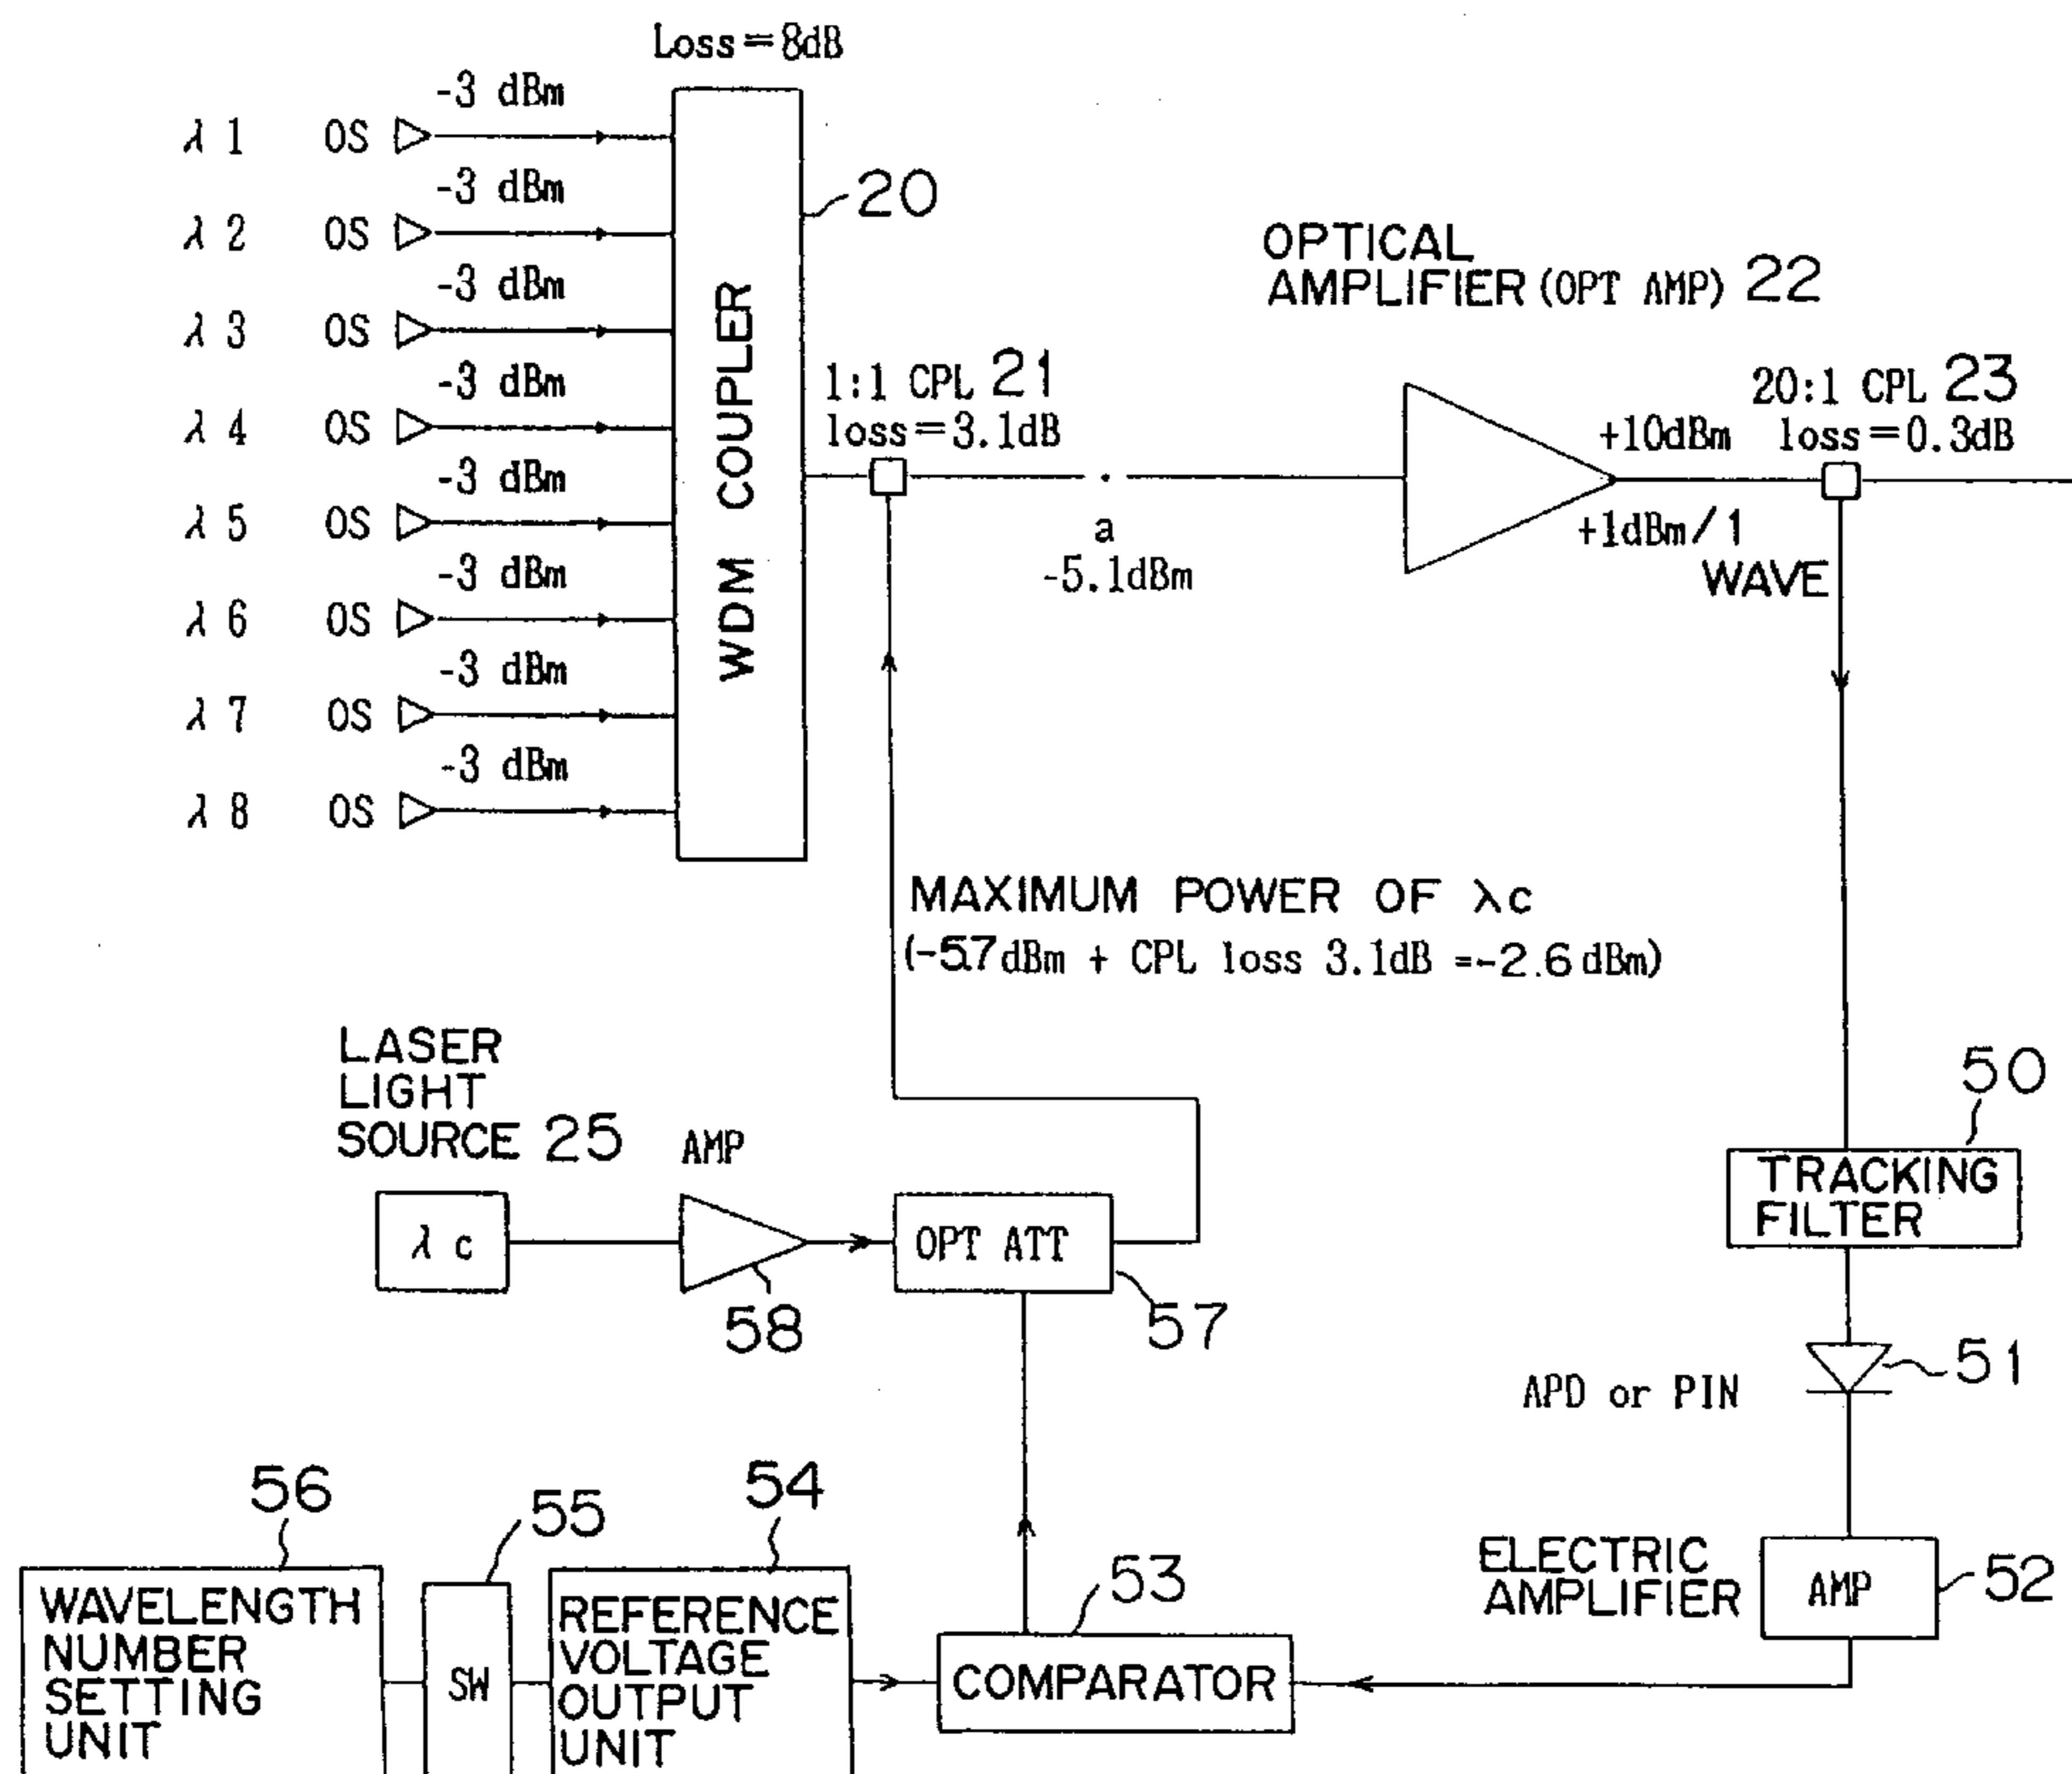 Loss=8dB
-3 dBm
λ 1 OS
-3 dBm
λ 2 OS
-3 dBm
λ 3 OS
-3 dBm
λ 4 OS
-3 dBm
λ 5 OS
-3 dBm
λ 6 OS
-3 dBm
λ 7 OS
-3 dBm
λ 8 OS
WDM COUPLER
20
1:1 CPL 21
loss=3.1dB
a
-5.1dBm
OPTICAL
AMPLIFIER (OPT AMP) 22
+10dBm
+1dBm/1
WAVE
20:1 CPL 23
loss=0.3dB
MAXIMUM POWER OF λc
(-5.7dBm + CPL loss 3.1dB =-2.6dBm)
LASER
LIGHT
SOURCE 25
λ c
AMP
58
OPT ATT
57
50
TRACKING
FILTER
51
APD or PIN
ELECTRIC
AMPLIFIER
AMP
52
56
WAVELENGTH
NUMBER
SETTING
UNIT
55
SW
54
REFERENCE
VOLTAGE
OUTPUT
UNIT
53
COMPARATOR